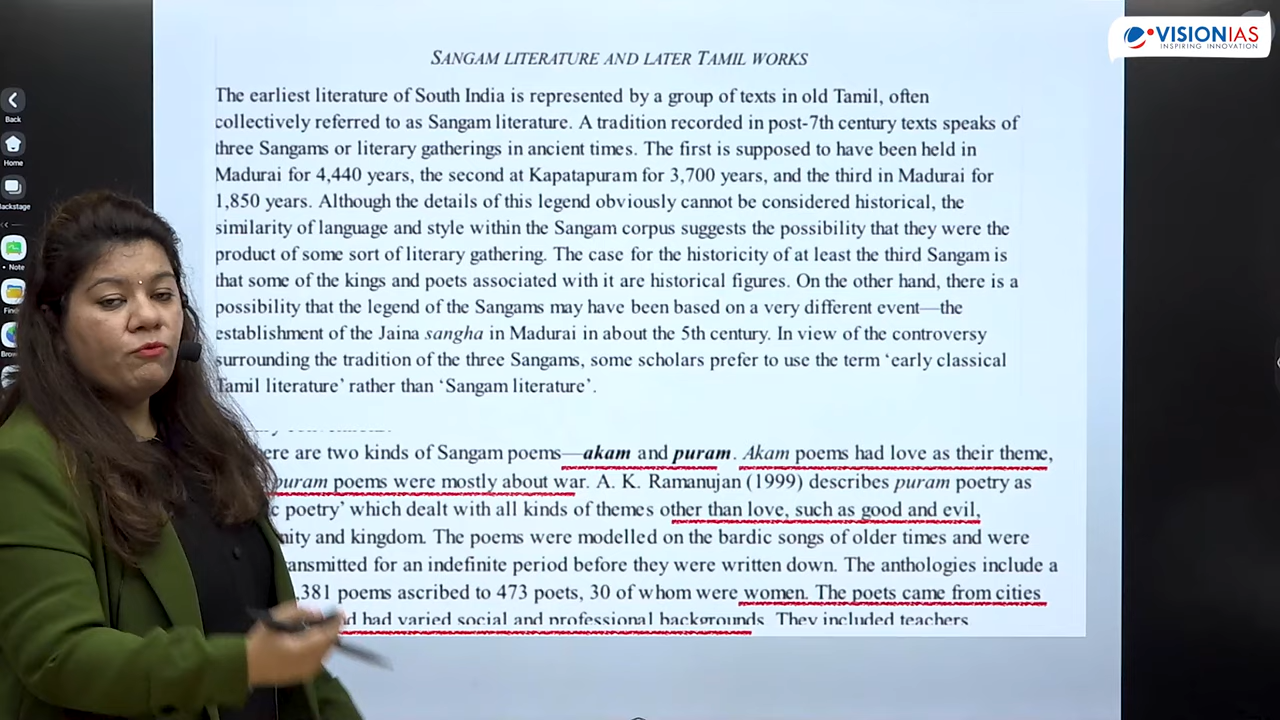 VISIONIAS
INSPIRING INNOVATION
Back
Home
Backstage
Note
SANGAM LITERATURE AND LATER TAMIL WORKS
The earliest literature of South India is represented by a group of texts in old Tamil, often
collectively referred to as Sangam literature. A tradition recorded in post-7th century texts speaks of
three Sangams or literary gatherings in ancient times. The first is supposed to have been held in
Madurai for 4,440 years, the second at Kapatapuram for 3,700 years, and the third in Madurai for
1,850 years. Although the details of this legend obviously cannot be considered historical, the
similarity of language and style within the Sangam corpus suggests the possibility that they were the
product of some sort of literary gathering. The case for the historicity of at least the third Sangam is
that some of the kings and poets associated with it are historical figures. On the other hand, there is a
possibility that the legend of the Sangams may have been based on a very different event—the
establishment of the Jaina sangha in Madurai in about the 5th century. In view of the controversy
surrounding the tradition of the three Sangams, some scholars prefer to use the term ‘early classical
Tamil literature’ rather than ‘Sangam literature’.
ere are two kinds of Sangam poems—akam and puram. Akam poems had love as their theme,
puram poems were mostly about war. A. K. Ramanujan (1999) describes puram poetry as
c poetry’ which dealt with all kinds of themes other than love, such as good and evil,
nity and kingdom. The poems were modelled on the bardic songs of older times and were
ansmitted for an indefinite period before they were written down. The anthologies include a
,381 poems ascribed to 473 poets, 30 of whom were women. The poets came from cities
d had varied social and professional backgrounds. They included teachers